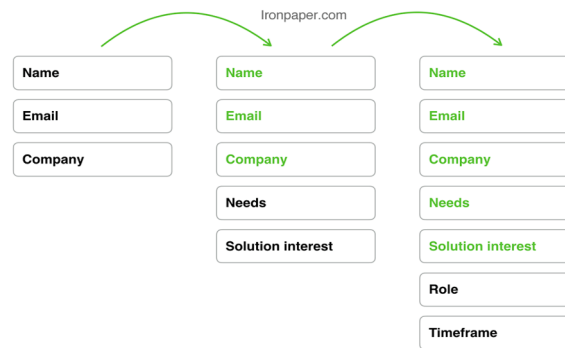 Ironpaper.com
Name
Email
Company
Name
Email
Company
Needs
Solution interest
Name
Email
Company
Needs
Solution interest
Role
Timeframe